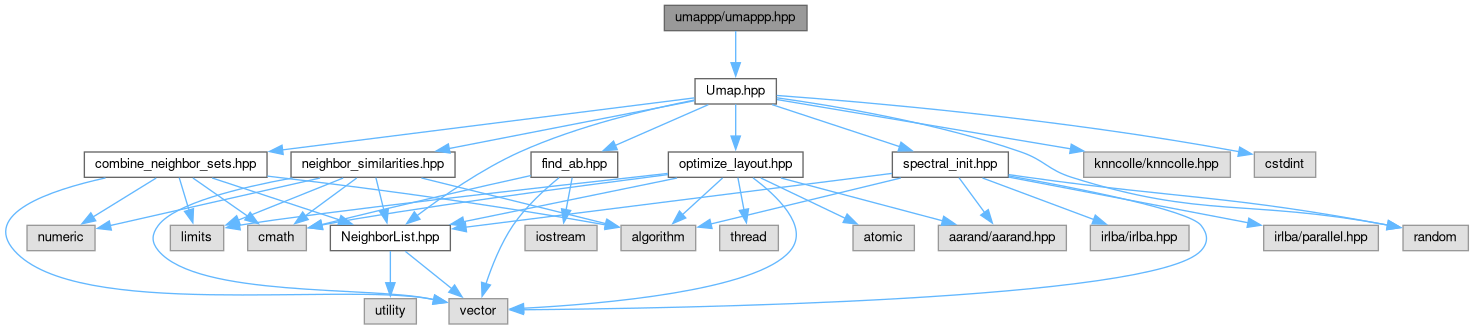 umappp/umappp.hpp
Umap.hpp
combine_neighbor_sets.hpp
neighbor_similarities.hpp
find_ab.hpp
optimize_layout.hpp
spectral_init.hpp
knncolle/knncolle.hpp
cstdint
numeric
limits
cmath
NeighborList.hpp
iostream
algorithm
thread
atomic
aarand/aarand.hpp
irlba/irlba.hpp
irlba/parallel.hpp
random
utility
vector